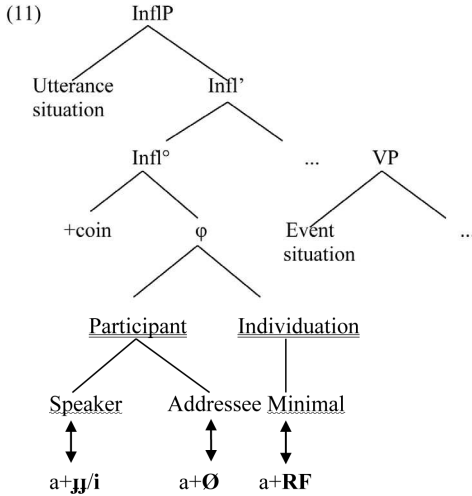 (11) InflP
Utterance situation Infl’
Infl° ... VP
+coin φ Event situation ..
Participant Individuation
Speaker Addressee Minimal
a+ɟɟ/i a+Ø a+RF